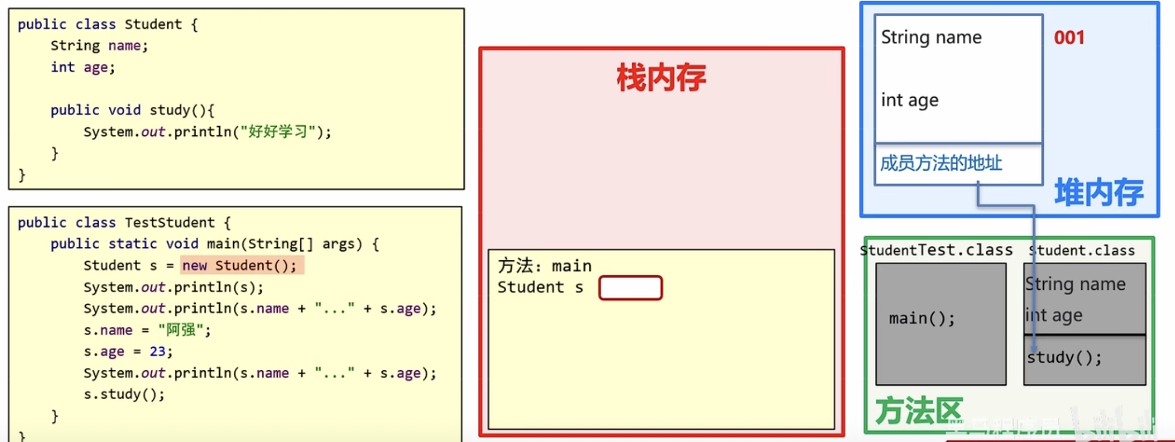 public class Student {
String name;
int age;
public void study(){
System.out.println("好好学习");
}
}
public class TestStudent {
public static void main(String[] args) {
Student s = new Student();
System.out.println(s);
System.out.println(s.name + "..." + s.age);
s.name = "阿强";
s.age = 23;
System.out.println(s.name + "..." + s.age);
s.study();
}
}
栈内存
方法：main
Student s
String name
001
int age
成员方法的地址
堆内存
StudentTest.class
Student.class
String name
int age
main();
study();
方法区